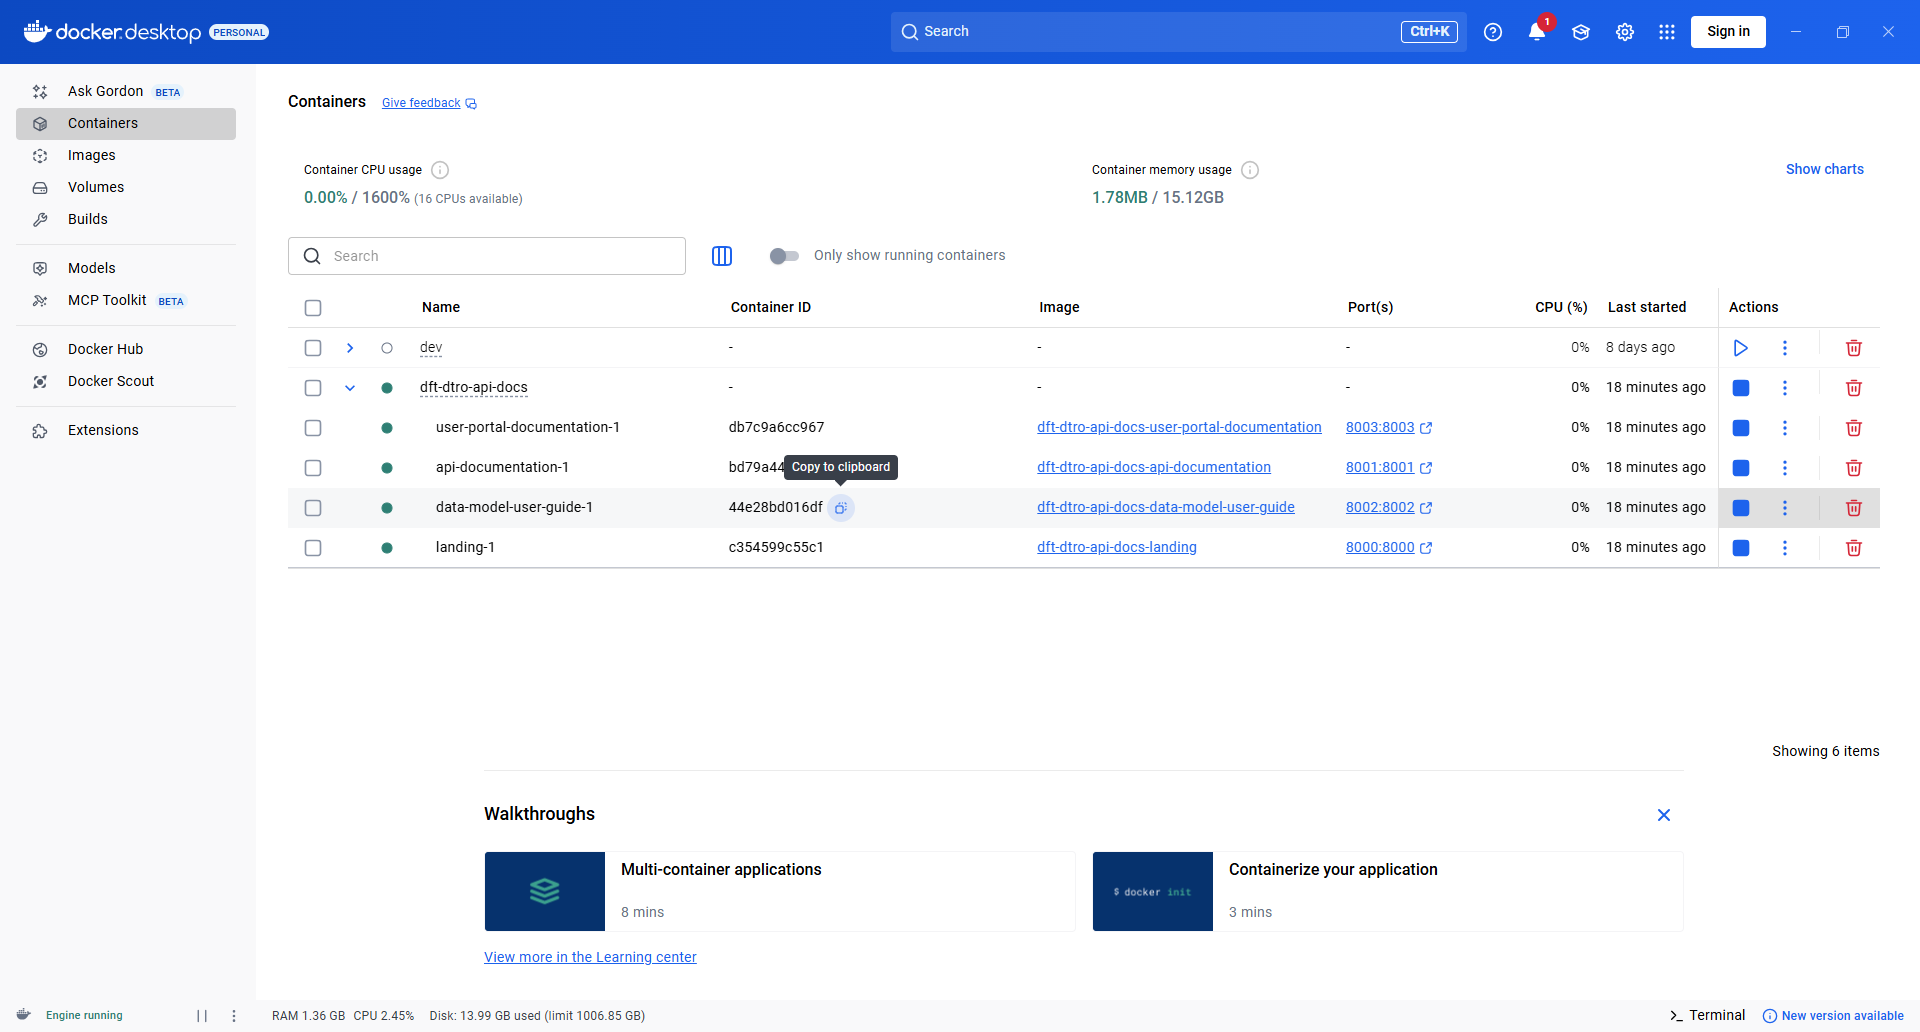 docker.desktop PERSONAL
Search
Ctrl+K
1
Sign in
Ask Gordon BETA
Containers
Images
Volumes
Builds
Models
MCP Toolkit BETA
Docker Hub
Docker Scout
Extensions
Containers Give feedback
Container CPU usage
0.00% / 1600% (16 CPUs available)
Container memory usage
1.78MB / 15.12GB
Show charts
Search
Only show running containers
Name Container ID Image Port(s) CPU (%) Last started Actions
dev - - - 0% 8 days ago
dft-dtro-api-docs - - - 0% 18 minutes ago
user-portal-documentation-1 db7c9a6cc967 dft-dtro-api-docs-user-portal-documentation 8003:8003 0% 18 minutes ago
api-documentation-1 bd79a44 dft-dtro-api-docs-api-documentation 8001:8001 0% 18 minutes ago
Copy to clipboard
data-model-user-guide-1 44e28bd016df dft-dtro-api-docs-data-model-user-guide 8002:8002 0% 18 minutes ago
landing-1 c354599c55c1 dft-dtro-api-docs-landing 8000:8000 0% 18 minutes ago
Showing 6 items
Walkthroughs
Multi-container applications
8 mins
$ docker init
Containerize your application
3 mins
View more in the Learning center
Engine running
RAM 1.36 GB CPU 2.45% Disk: 13.99 GB used (limit 1006.85 GB)
Terminal
New version available